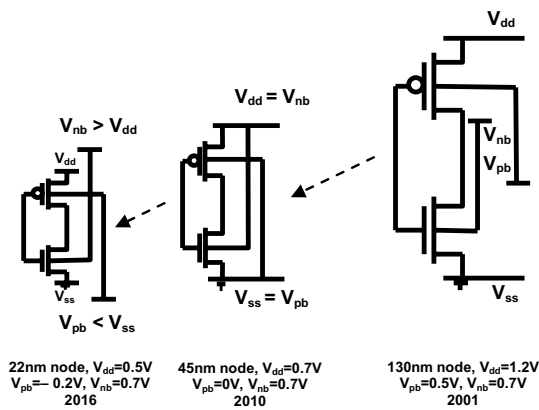 V_dd
V_nb
V_pb
V_ss
V_dd = V_nb
V_ss = V_pb
V_nb > V_dd
V_dd
V_ss
V_pb < V_ss
22nm node, V_dd=0.5V
V_pb=– 0.2V, V_nb=0.7V
2016
45nm node, V_dd=0.7V
V_pb=0V, V_nb=0.7V
2010
130nm node, V_dd=1.2V
V_pb=0.5V, V_nb=0.7V
2001